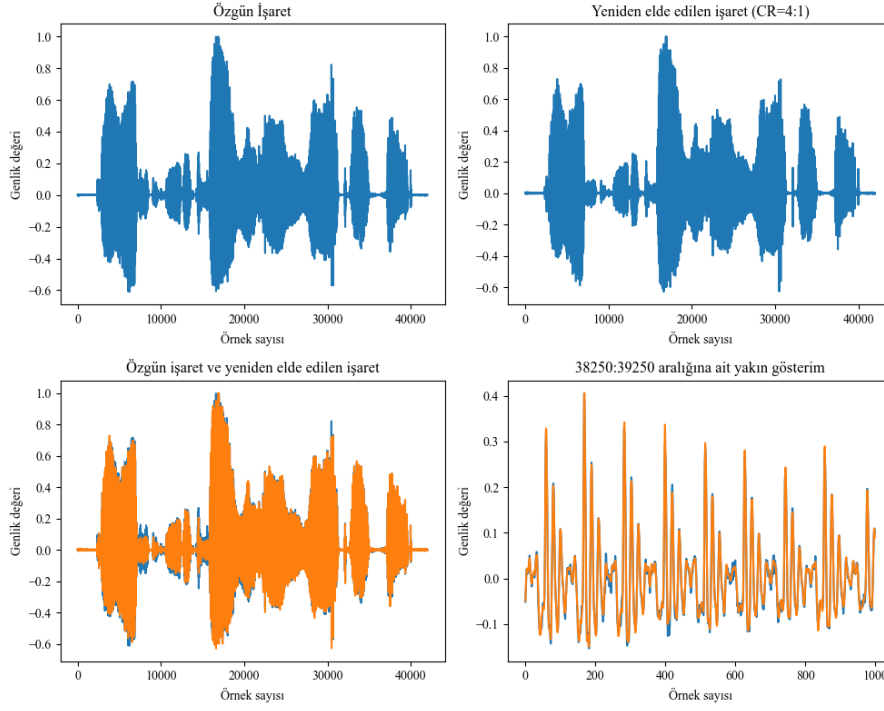 Özgün İşaret
Genlik değeri
1.0
0.8
0.6
0.4
0.2
0.0
−0.2
−0.4
−0.6
0 10000 20000 30000 40000
Örnek sayısı
Yeniden elde edilen işaret (CR=4:1)
Genlik değeri
1.0
0.8
0.6
0.4
0.2
0.0
−0.2
−0.4
−0.6
0 10000 20000 30000 40000
Örnek sayısı
Özgün işaret ve yeniden elde edilen işaret
Genlik değeri
1.0
0.8
0.6
0.4
0.2
0.0
−0.2
−0.4
−0.6
0 10000 20000 30000 40000
Örnek sayısı
38250:39250 aralığına ait yakın gösterim
Genlik değeri
0.4
0.3
0.2
0.1
0.0
−0.1
0 200 400 600 800 1000
Örnek sayısı